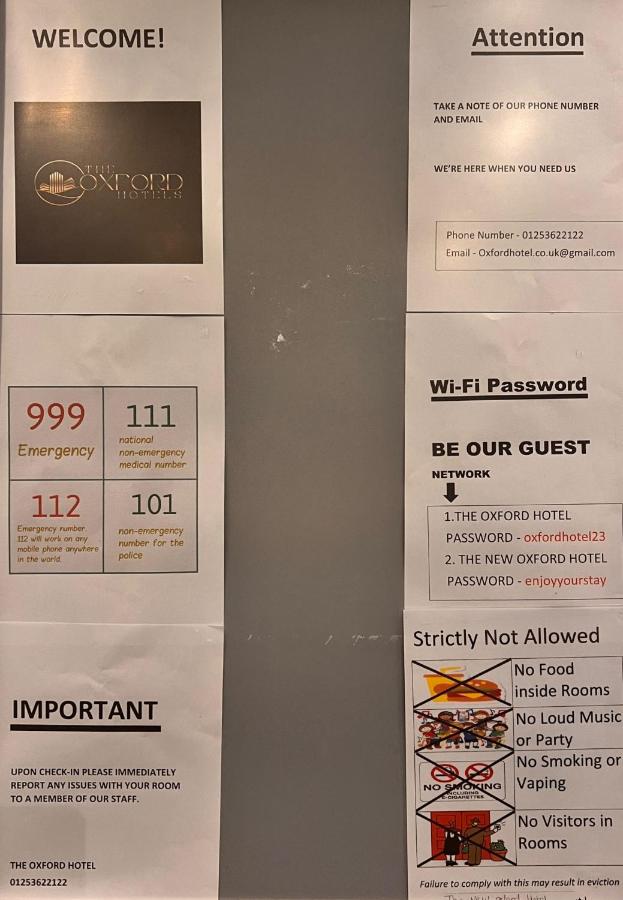 WELCOME!
THE
OXFORD
HOTELS
999
Emergency
111
national
non-emergency
medical number
112
Emergency number.
112 will work on any
mobile phone anywhere
in the world.
101
non-emergency
number for the
police
IMPORTANT
UPON CHECK-IN PLEASE IMMEDIATELY
REPORT ANY ISSUES WITH YOUR ROOM
TO A MEMBER OF OUR STAFF.
THE OXFORD HOTEL
01253622122
Attention
TAKE A NOTE OF OUR PHONE NUMBER
AND EMAIL
WE'RE HERE WHEN YOU NEED US
Phone Number - 01253622122
Email - Oxfordhotel.co.uk@gmail.com
Wi-Fi Password
BE OUR GUEST
NETWORK
1.THE OXFORD HOTEL
PASSWORD - oxfordhotel23
2. THE NEW OXFORD HOTEL
PASSWORD - enjoyyourstay
Strictly Not Allowed
No Food
inside Rooms
No Loud Music
or Party
NO SMOKING
INCLUDING
E-CIGARETTES
No Smoking or
Vaping
No Visitors in
Rooms
Failure to comply with this may result in eviction